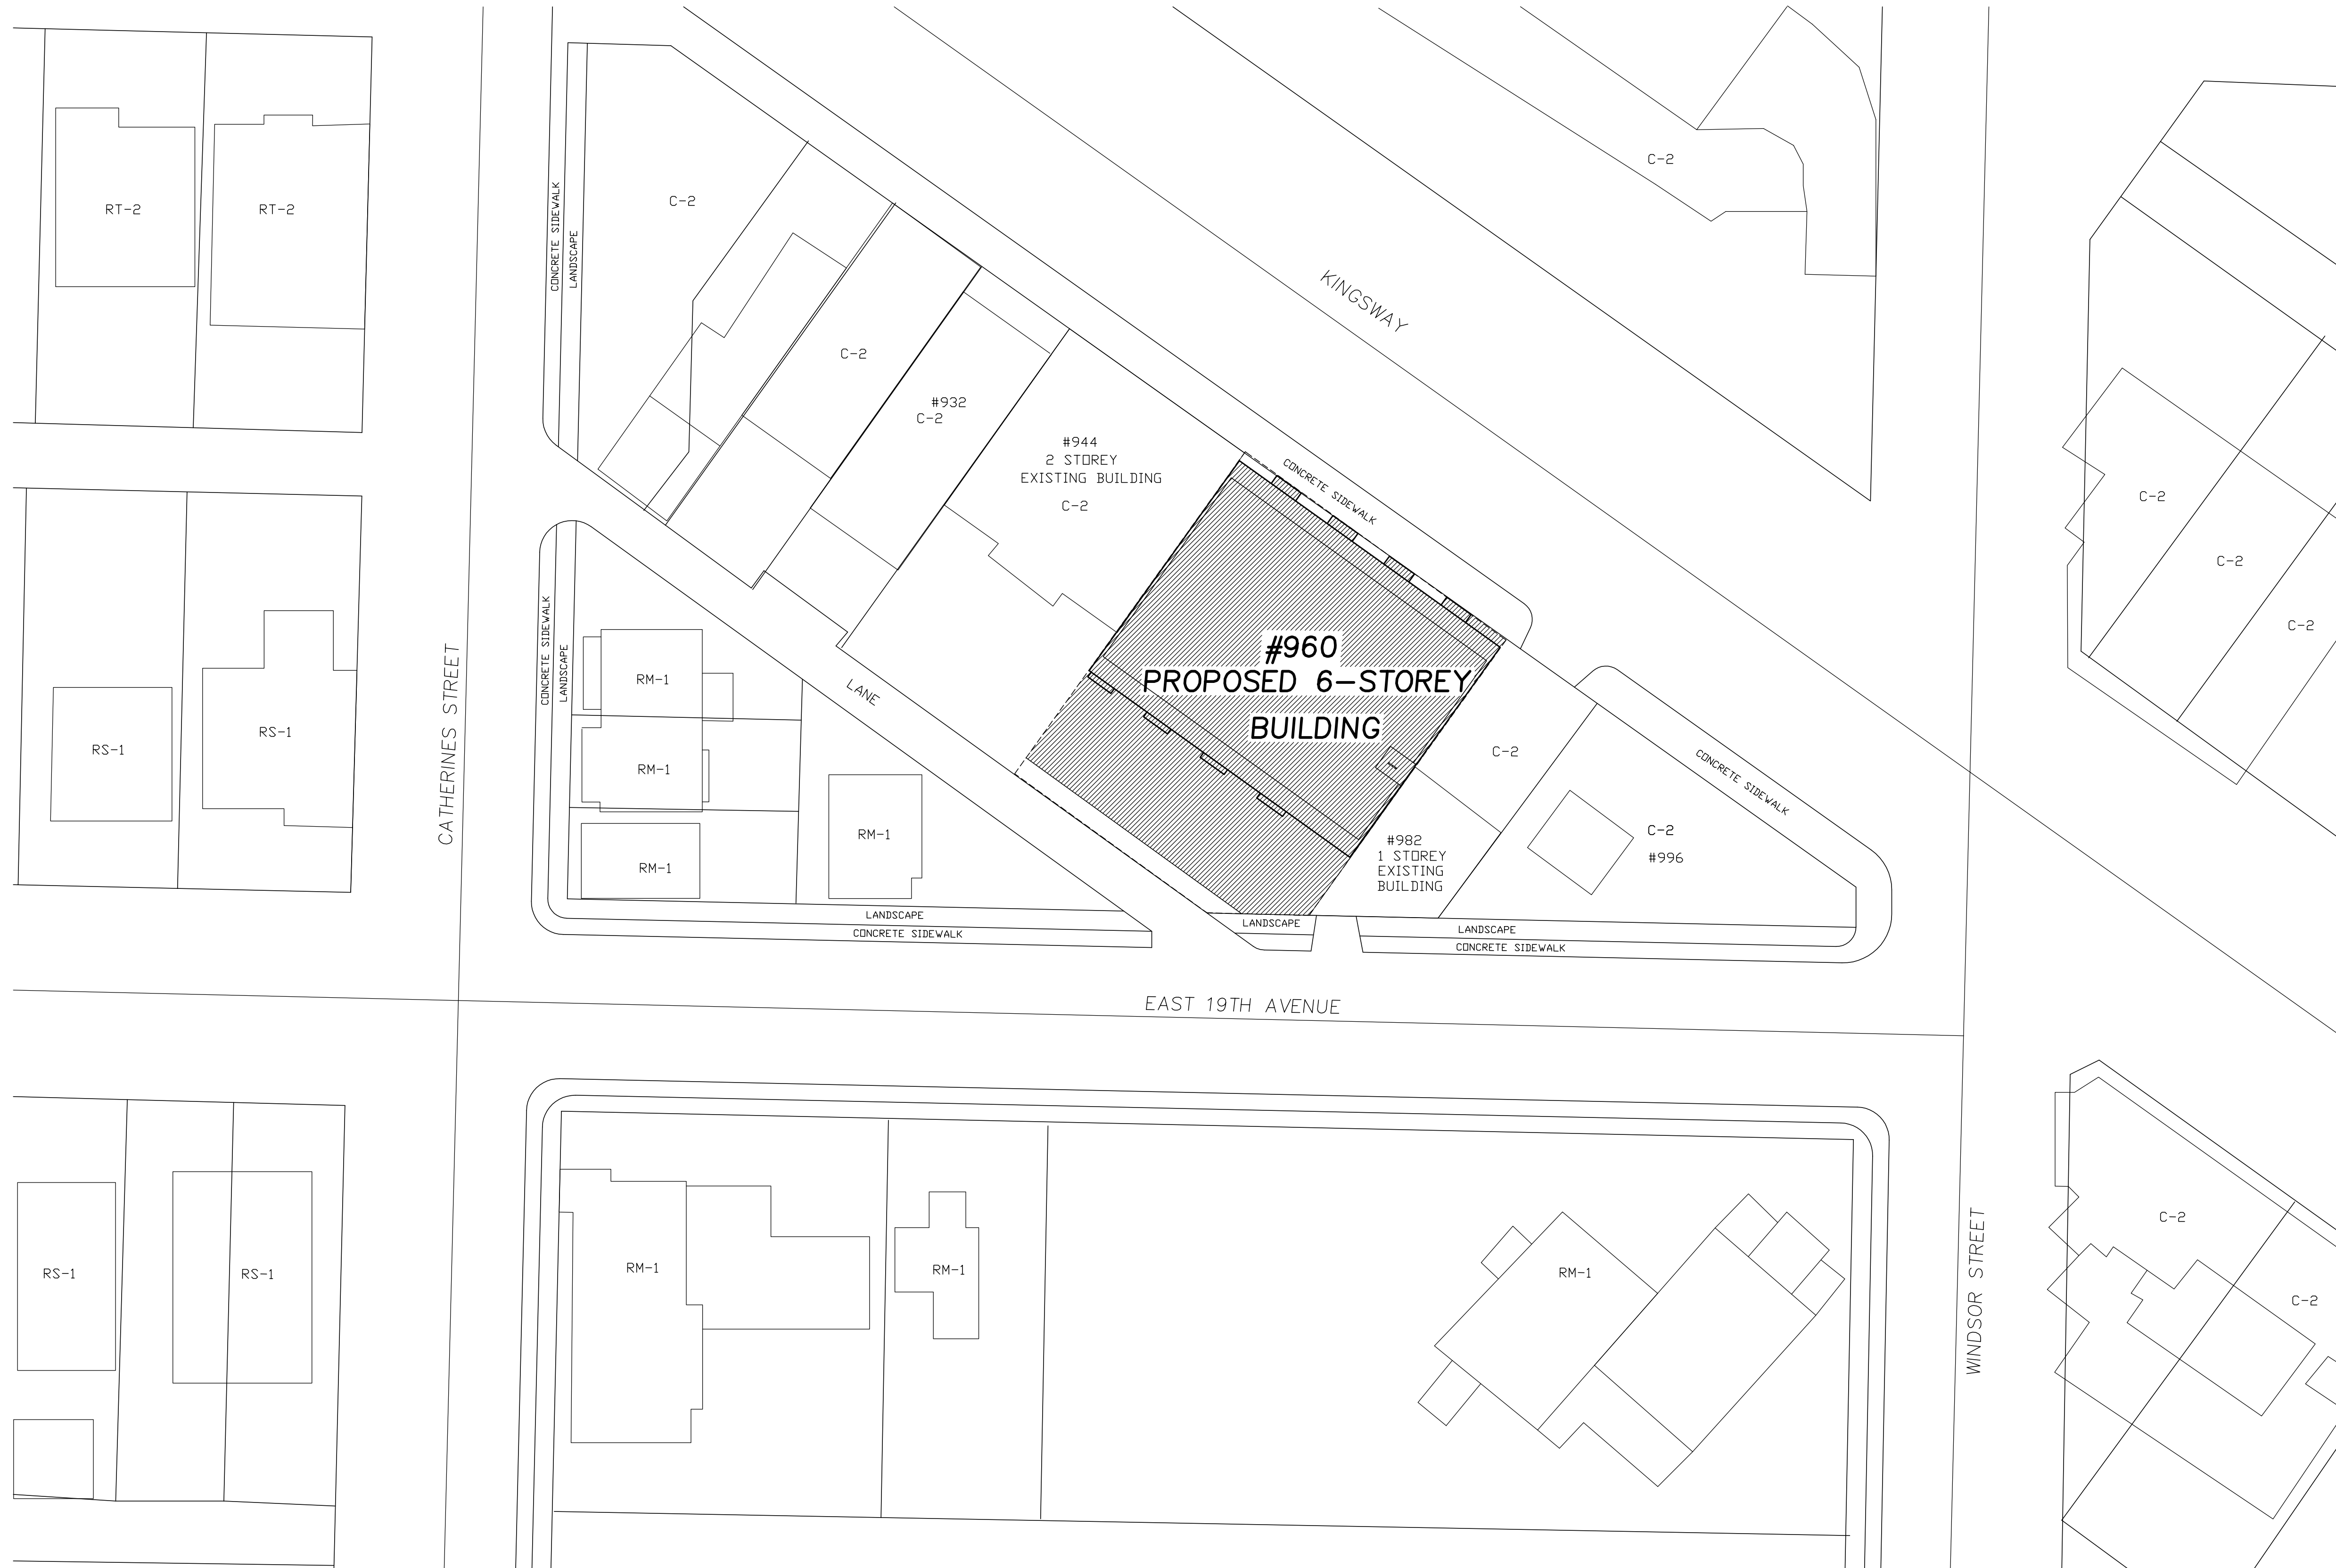 RT-2
RT-2
CONCRETE SIDEWALK
LANDSCAPE
C-2
C-2
KINGSWAY
C-2
#932
C-2
#944
2 STOREY
EXISTING BUILDING
C-2
CONCRETE SIDEWALK
C-2
C-2
C-2
CATHERINES STREET
CONCRETE SIDEWALK
LANDSCAPE
RS-1
RS-1
RM-1
RM-1
RM-1
RM-1
LANE
#960
PROPOSED 6-STOREY
BUILDING
C-2
CONCRETE SIDEWALK
#982
1 STOREY
EXISTING
BUILDING
C-2
#996
LANDSCAPE
CONCRETE SIDEWALK
LANDSCAPE
LANDSCAPE
CONCRETE SIDEWALK
EAST 19TH AVENUE
RS-1
RS-1
RM-1
RM-1
RM-1
WINDSOR STREET
C-2
C-2